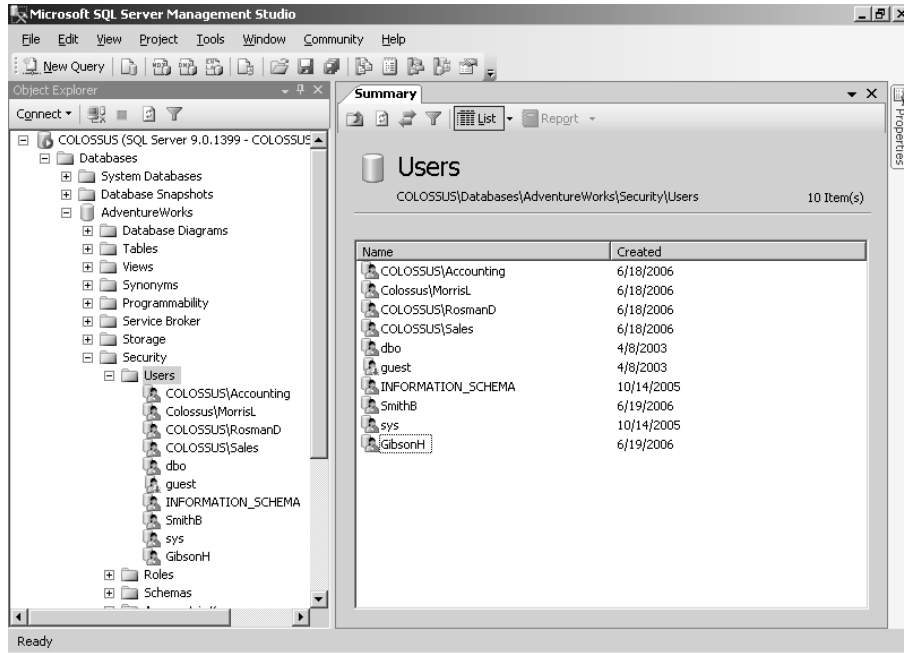 Microsoft SQL Server Management Studio
File Edit View Project Tools Window Community Help
New Query
Object Explorer
Connect
COLOSSUS (SQL Server 9.0.1399 - COLOSSUS
Databases
System Databases
Database Snapshots
AdventureWorks
Database Diagrams
Tables
Views
Synonyms
Programmability
Service Broker
Storage
Security
Users
COLOSSUS\Accounting
Colossus\MorrisL
COLOSSUS\RosmanD
COLOSSUS\Sales
dbo
guest
INFORMATION_SCHEMA
SmithB
sys
GibsonH
Roles
Schemas
Summary
List Report
Users
COLOSSUS\Databases\AdventureWorks\Security\Users 10 Item(s)
Name Created
COLOSSUS\Accounting 6/18/2006
Colossus\MorrisL 6/18/2006
COLOSSUS\RosmanD 6/18/2006
COLOSSUS\Sales 6/18/2006
dbo 4/8/2003
guest 4/8/2003
INFORMATION_SCHEMA 10/14/2005
SmithB 6/19/2006
sys 10/14/2005
GibsonH 6/19/2006
Properties
Ready